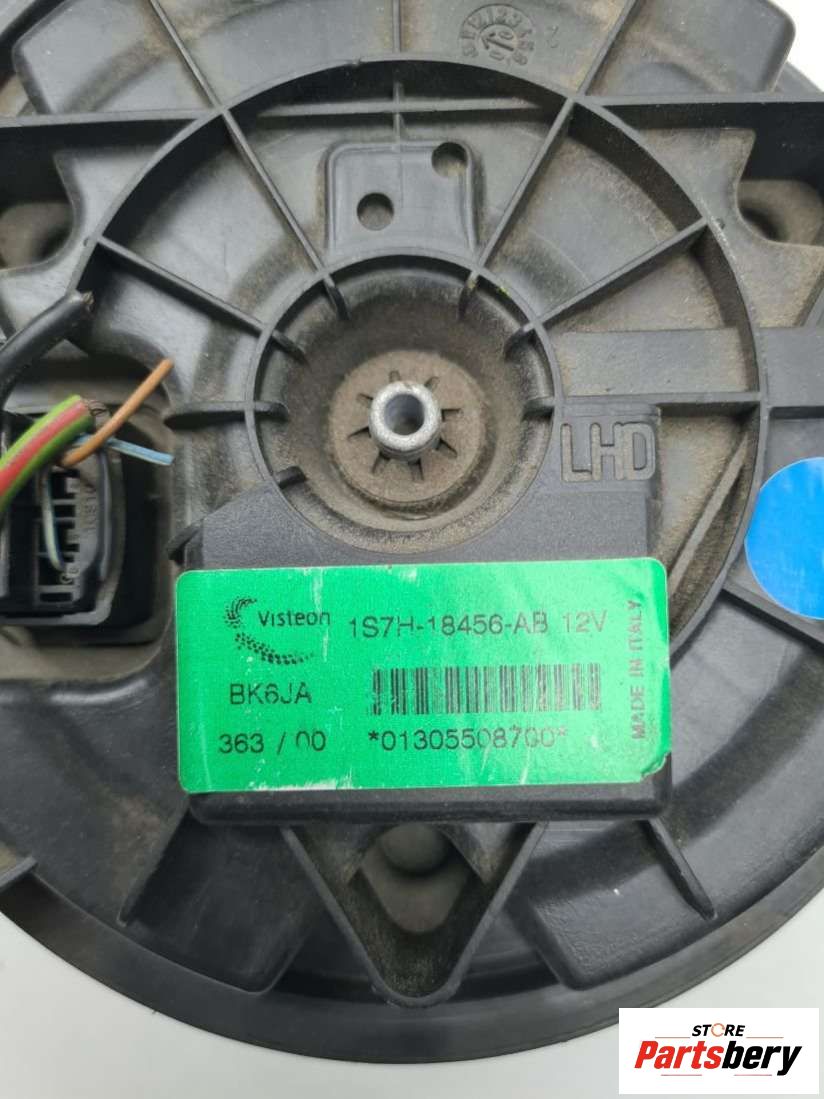 LHD
Visteon
1S7H-18456-AB 12V
BK6JA
363 / 00
*01305508700*
MADE IN ITALY
STORE
Partsbery